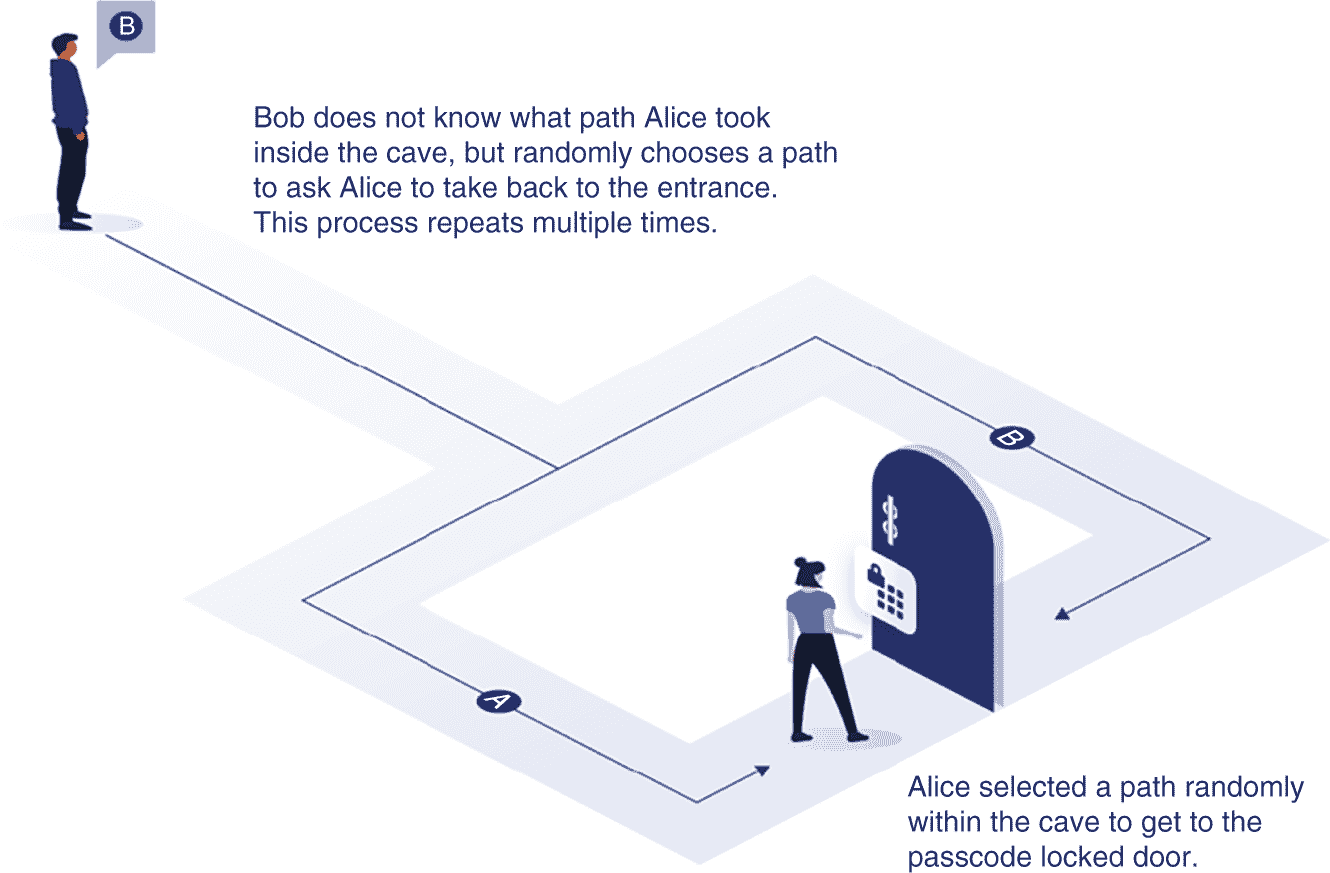 B
Bob does not know what path Alice took
inside the cave, but randomly chooses a path
to ask Alice to take back to the entrance.
This process repeats multiple times.
B
A
Alice selected a path randomly
within the cave to get to the
passcode locked door.